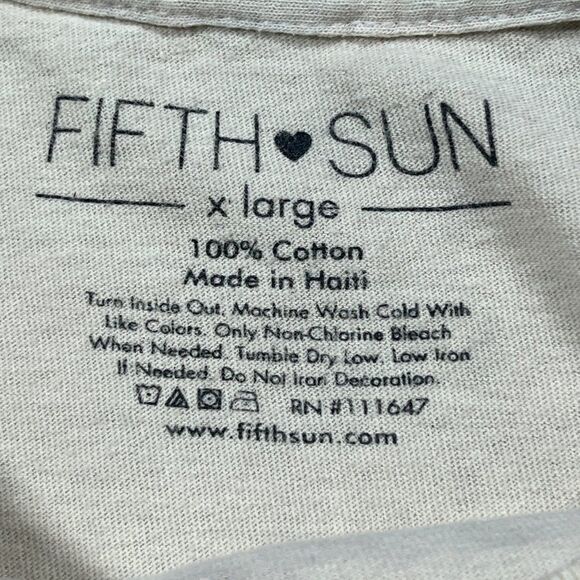 FIFTH♥SUN
x large
100% Cotton
Made in Haiti
Turn Inside Out. Machine Wash Cold With
Like Colors. Only Non-Chlorine Bleach
When Needed. Tumble Dry Low. Low Iron
If Needed. Do Not Iron Decoration.
RN #111647
www.fifthsun.com